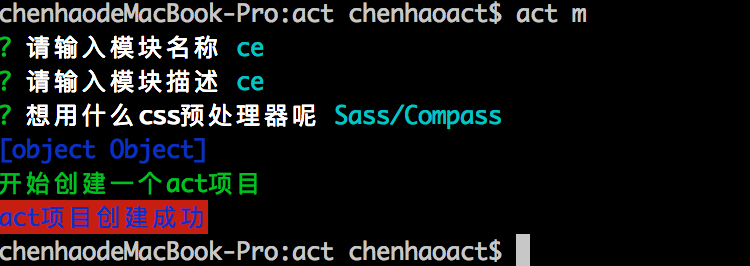 chenhaodeMacBook-Pro:act chenhaoact$ act m
? 请输入模块名称 ce
? 请输入模块描述 ce
? 想用什么css预处理器呢 Sass/Compass
[object Object]
开始创建一个act项目
act项目创建成功
chenhaodeMacBook-Pro:act chenhaoact$